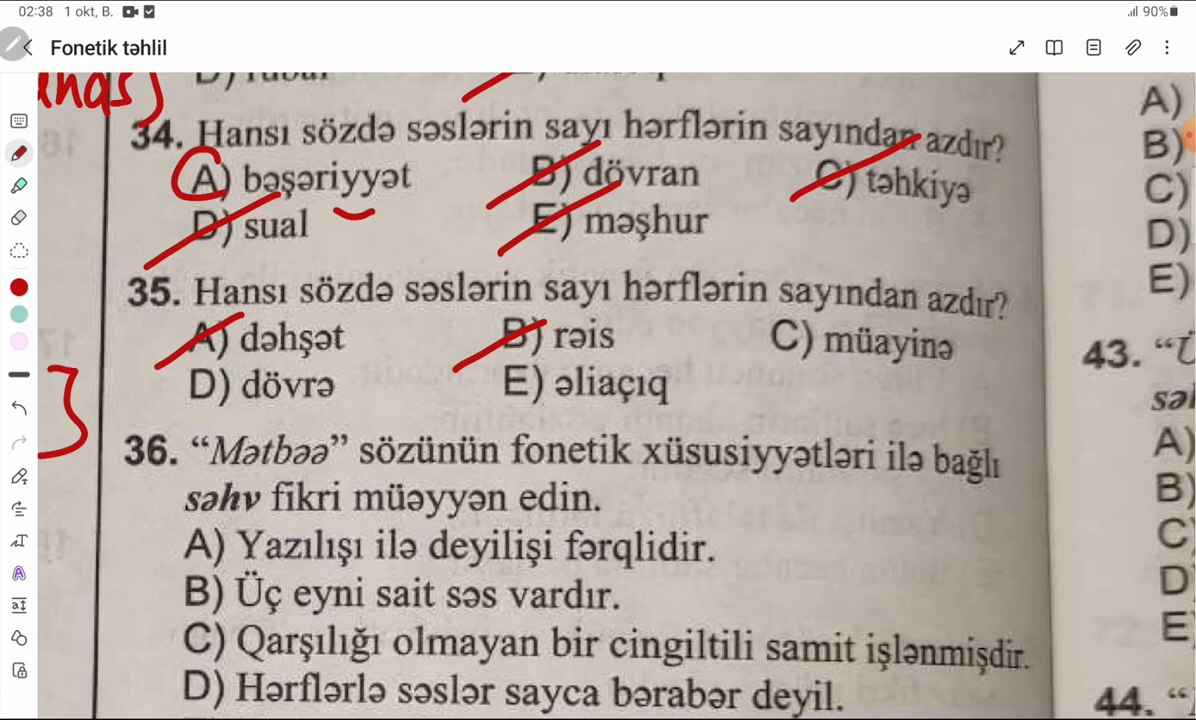 02:38 1 okt, B. 90%
Fonetik təhlil
34. Hansı sözdə səslərin sayı hərflərin sayından azdır?
A) bəşəriyyət B) dövran C) təhkiyə
D) sual E) məşhur
35. Hansı sözdə səslərin sayı hərflərin sayından azdır?
A) dəhşət B) rəis C) müayinə
D) dövrə E) əliaçıq
36. “Mətbəə” sözünün fonetik xüsusiyyətləri ilə bağlı
səhv fikri müəyyən edin.
A) Yazılışı ilə deyilişi fərqlidir.
B) Üç eyni sait səs vardır.
C) Qarşılığı olmayan bir cingiltili samit işlənmişdir.
D) Hərflərlə səslər sayca bərabər deyil.
A)
B)
C)
D)
E)
43.
A)
B)
C
D
E
44.